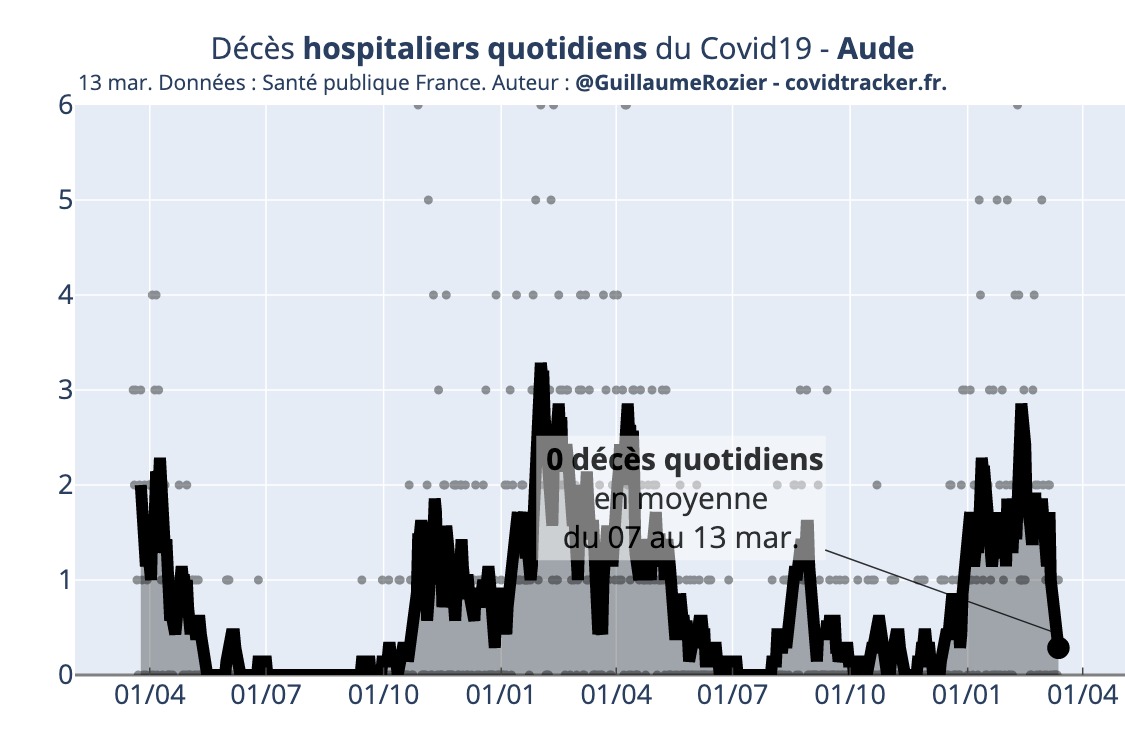 Décès hospitaliers quotidiens du Covid19 - Aude
13 mar. Données : Santé publique France. Auteur : @GuillaumeRozier - covidtracker.fr.
6
5
4
3
2
1
0
0 décès quotidiens
en moyenne
du 07 au 13 mar.
01/04 01/07 01/10 01/01 01/04 01/07 01/10 01/01 01/04